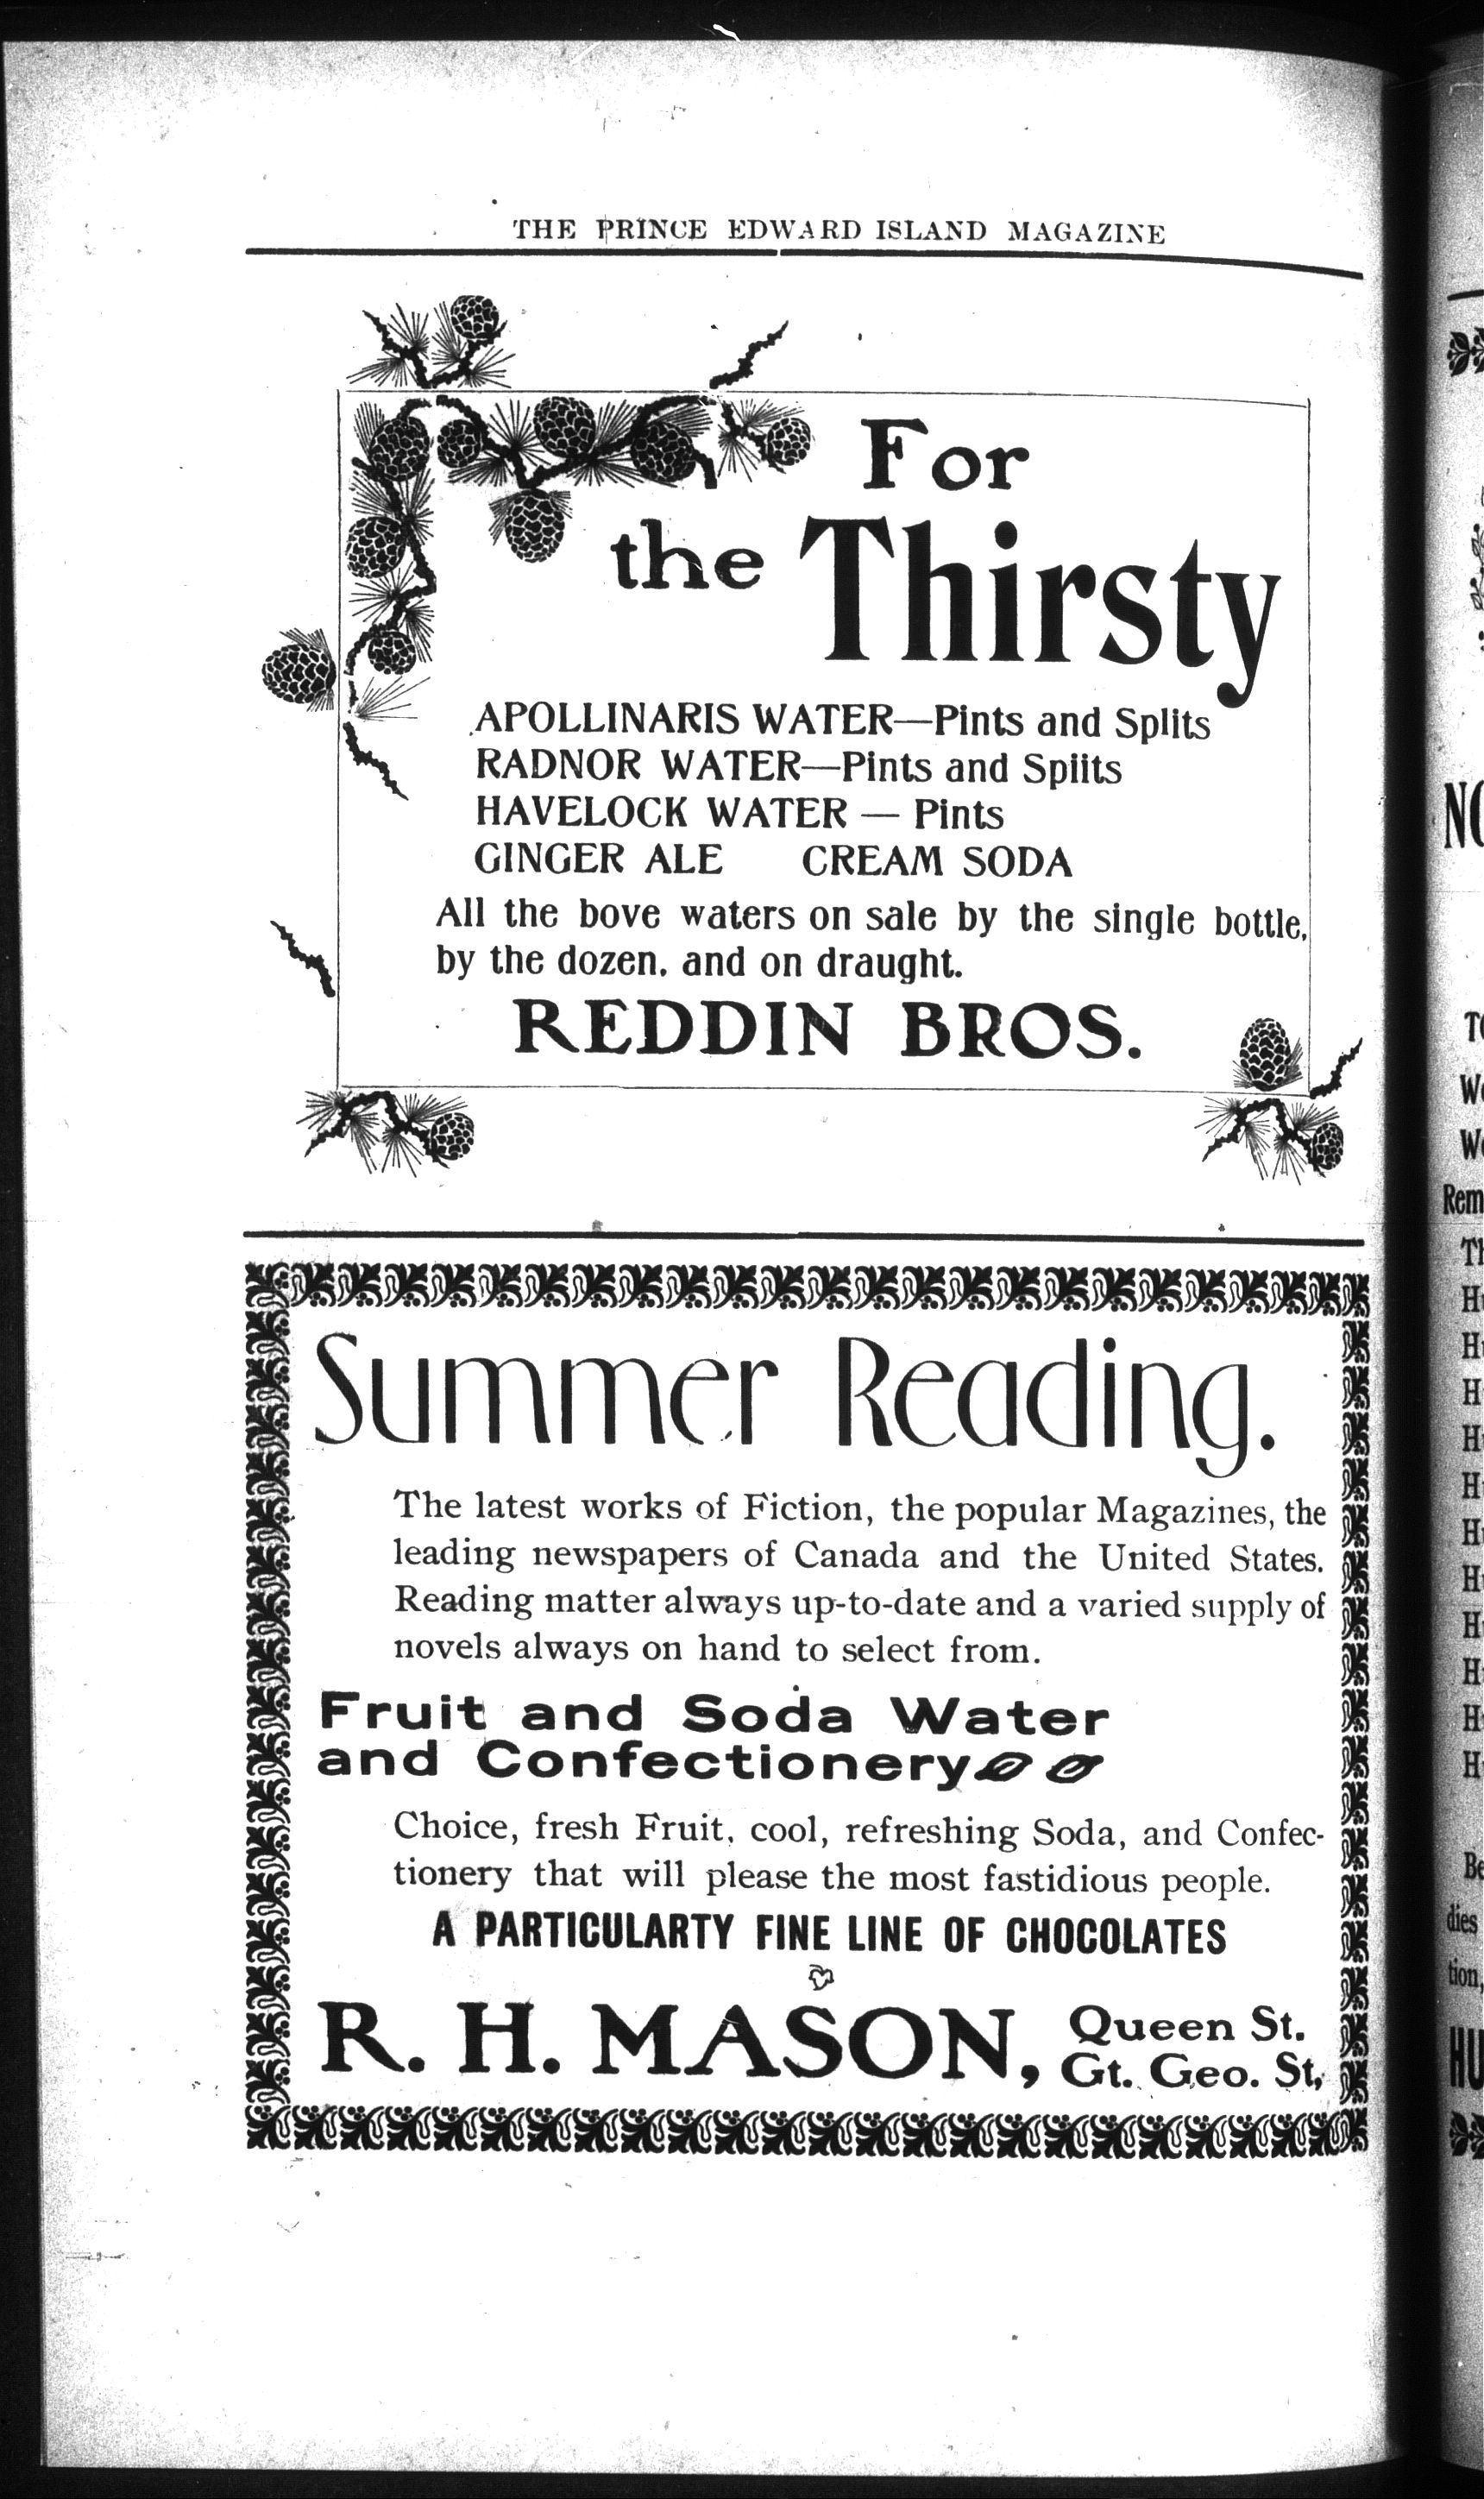 THE PRINCE EDWARD ISLAND MAGAZINE
For
the Thirsty
APOLLINARIS WATER—Pints and Splits
RADNOR WATER—Pints and Splits
HAVELOCK WATER — Pints
GINGER ALE CREAM SODA
All the bove waters on sale by the single bottle,
by the dozen. and on draught.
REDDIN BROS.
Summer Reading.
The latest works of Fiction, the popular Magazines, the
leading newspapers of Canada and the United States.
Reading matter always up-to-date and a varied supply of
novels always on hand to select from.
Fruit and Soda Water
and Confectionery
Choice, fresh Fruit, cool, refreshing Soda, and Confec-
tionery that will please the most fastidious people.
A PARTICULARTY FINE LINE OF CHOCOLATES
R. H. MASON, Queen St.
Gt. Geo. St,